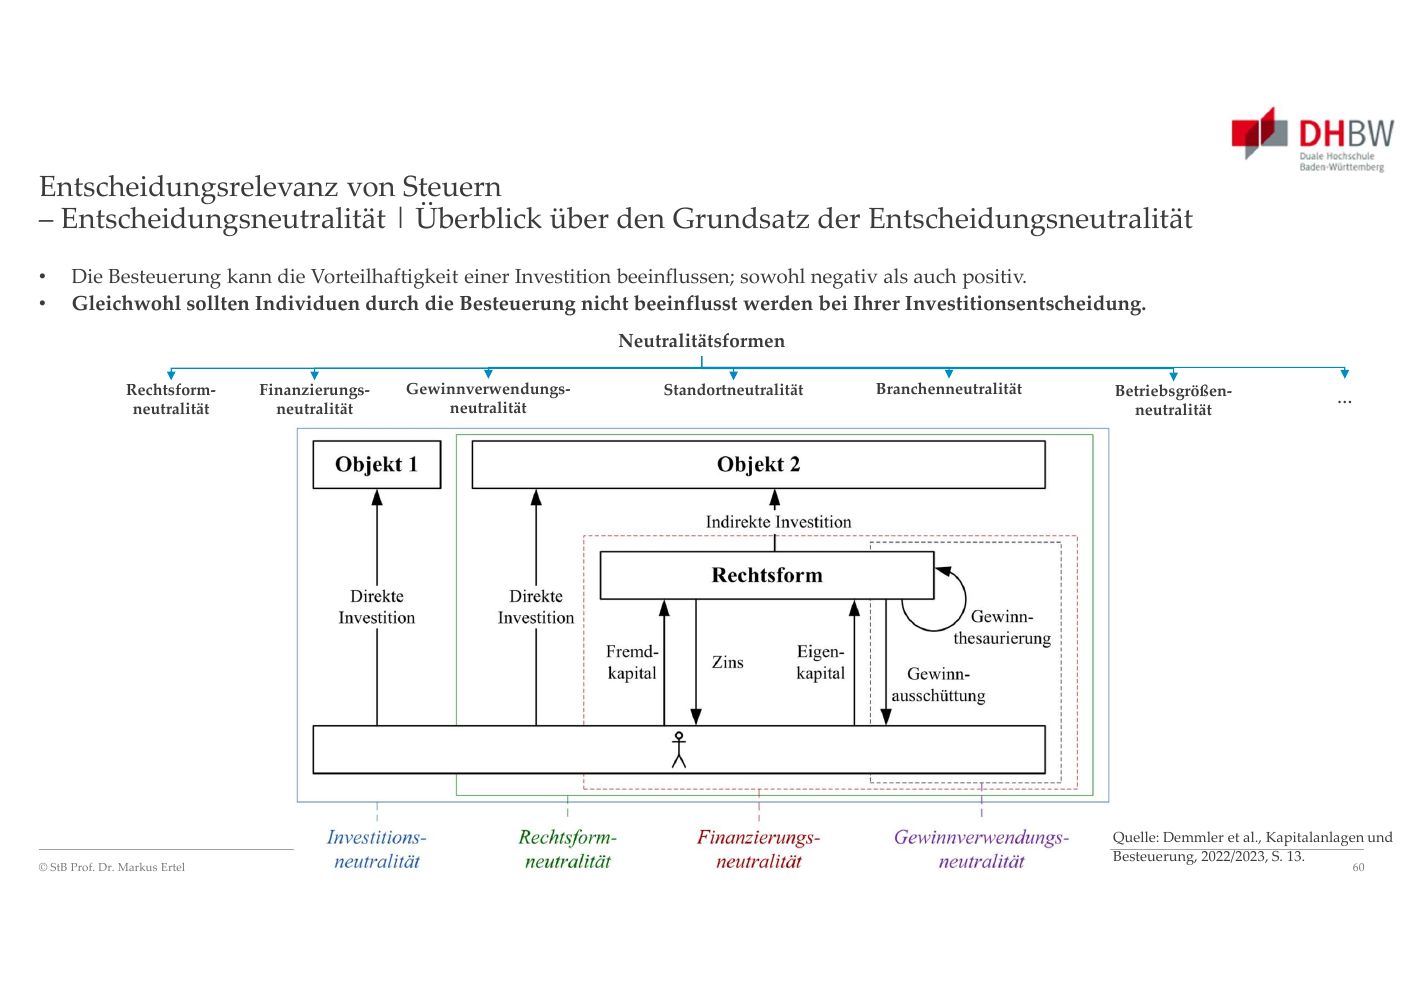 DHBW
Duale Hochschule
Baden-Württemberg
Entscheidungsrelevanz von Steuern
– Entscheidungsneutralität | Überblick über den Grundsatz der Entscheidungsneutralität
• Die Besteuerung kann die Vorteilhaftigkeit einer Investition beeinflussen; sowohl negativ als auch positiv.
• Gleichwohl sollten Individuen durch die Besteuerung nicht beeinflusst werden bei Ihrer Investitionsentscheidung.
Neutralitätsformen
Rechtsform-
neutralität
Finanzierungs-
neutralität
Gewinnverwendungs-
neutralität
Standortneutralität
Branchenneutralität
Betriebsgrößen-
neutralität
...
Objekt 1
Objekt 2
Indirekte Investition
Rechtsform
Direkte
Investition
Direkte
Investition
Fremd-
kapital
Zins
Eigen-
kapital
Gewinn-
thesaurierung
Gewinn-
ausschüttung
Investitions-
neutralität
Rechtsform-
neutralität
Finanzierungs-
neutralität
Gewinnverwendungs-
neutralität
Quelle: Demmler et al., Kapitalanlagen und
Besteuerung, 2022/2023, S. 13.
© StB Prof. Dr. Markus Ertel
60